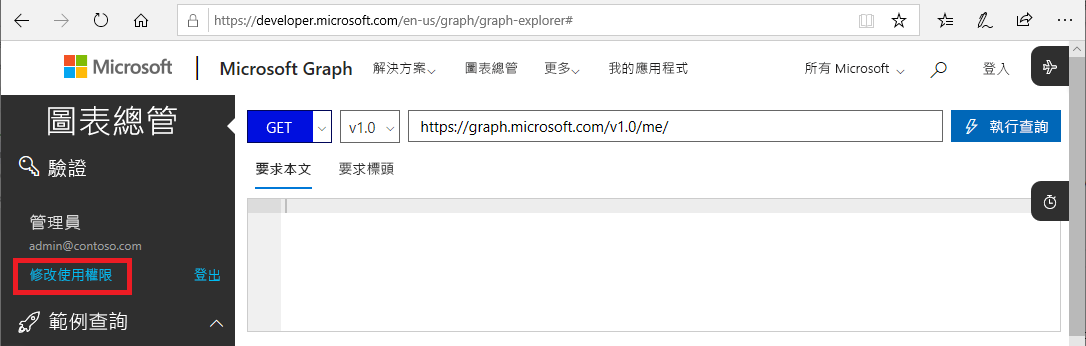 https://developer.microsoft.com/en-us/graph/graph-explorer#
Microsoft Microsoft Graph 解決方案 圖表總管 更多 我的應用程式 所有 Microsoft 登入
圖表總管
驗證
管理員
admin@contoso.com
修改使用權限 登出
範例查詢
GET v1.0 https://graph.microsoft.com/v1.0/me/ 執行查詢
要求本文 要求標頭